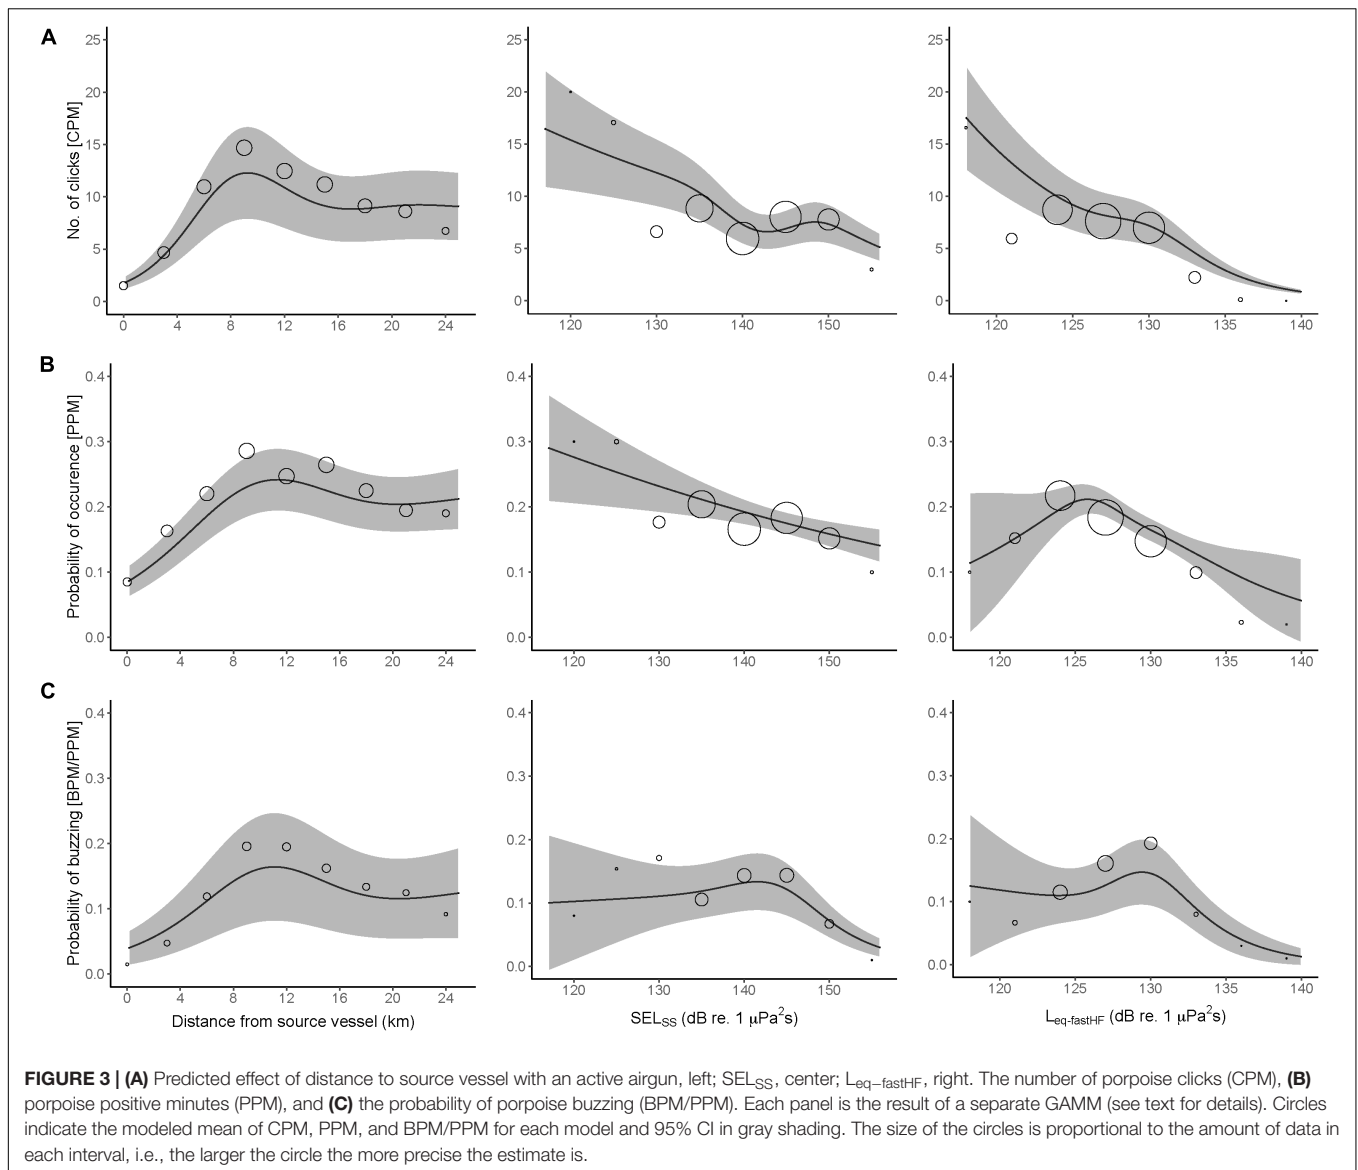 A
25
20
15
10
5
0
No. of clicks [CPM]
0 4 8 12 16 20 24
25
20
15
10
5
0
120 130 140 150
25
20
15
10
5
0
120 125 130 135 140
B
0.4
0.3
0.2
0.1
0.0
Probability of occurence [PPM]
0 4 8 12 16 20 24
0.4
0.3
0.2
0.1
0.0
120 130 140 150
0.4
0.3
0.2
0.1
0.0
120 125 130 135 140
C
0.4
0.3
0.2
0.1
0.0
Probability of buzzing [BPM/PPM]
0 4 8 12 16 20 24
Distance from source vessel (km)
0.4
0.3
0.2
0.1
0.0
120 130 140 150
SELSS (dB re. 1 μPa²s)
0.4
0.3
0.2
0.1
0.0
120 125 130 135 140
Leq-fastHF (dB re. 1 μPa²s)
FIGURE 3 | (A) Predicted effect of distance to source vessel with an active airgun, left; SELSS, center; Leq−fastHF, right. The number of porpoise clicks (CPM), (B)
porpoise positive minutes (PPM), and (C) the probability of porpoise buzzing (BPM/PPM). Each panel is the result of a separate GAMM (see text for details). Circles
indicate the modeled mean of CPM, PPM, and BPM/PPM for each model and 95% CI in gray shading. The size of the circles is proportional to the amount of data in
each interval, i.e., the larger the circle the more precise the estimate is.